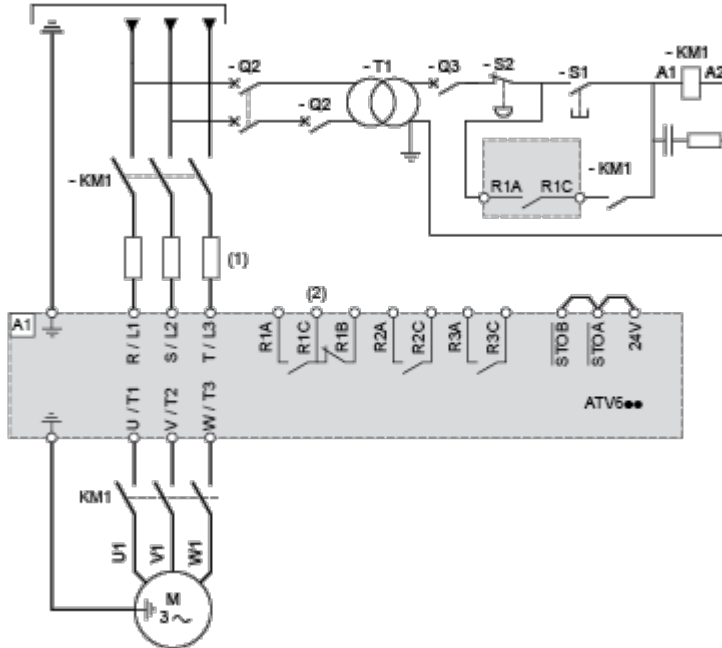 - Q2
- T1
- Q3
- S2
- S1
- KM1
A1 A2
- Q2
- KM1
- KM1
R1A R1C
(1)
(2)
A1
R / L1
S / L2
T / L3
R1A
R1C
R1B
R2A
R2C
R3A
R3C
STOB
STOA
24V
U / T1
V / T2
W / T3
ATV6●●
KM1
U1
V1
W1
M
3 ~